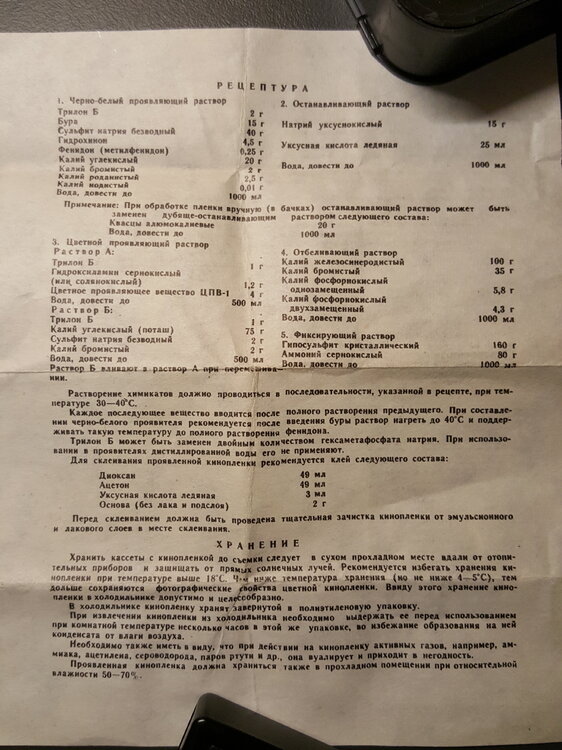 РЕЦЕПТУРА
1. Черно-белый проявляющий раствор
Трилон Б 2 г
Бура 15 г
Сульфит натрия безводный 40 г
Гидрохинон 4,5 г
Фенидон (метилфенидон) 0,25 г
Калий углекислый 20 г
Калий бромистый 2 г
Калий роданистый 2,5 г
Калий иодистый 0,01 г
Вода, довести до 1000 мл
2. Останавливающий раствор
Натрий уксуснокислый 15 г
Уксусная кислота ледяная 25 мл
Вода, довести до 1000 мл
Примечание: При обработке пленки вручную (в бачках) останавливающий раствор может быть
заменен дубяще-останавливающим раствором следующего состава:
Квасцы алюмокалиевые 20 г
Вода, довести до 1000 мл
3. Цветной проявляющий раствор
Раствор А:
Трилон Б 1 г
Гидроксиламин сернокислый
(или солянокислый) 1,2 г
Цветное проявляющее вещество ЦПВ-1 4 г
Вода, довести до 500 мл
Раствор Б:
Трилон Б 1 г
Калий углекислый (поташ) 75 г
Сульфит натрия безводный 2 г
Калий бромистый 2 г
Вода, довести до 500 мл
Раствор Б вливают в раствор А при перемешива-
нии.
4. Отбеливающий раствор
Калий железосинеродистый 100 г
Калий бромистый 35 г
Калий фосфорнокислый
однозамещенный 5,8 г
Калий фосфорнокислый
двухзамещенный 4,3 г
Вода, довести до 1000 мл
5. Фиксирующий раствор
Гипосульфит кристаллический 160 г
Аммоний сернокислый 80 г
Вода, довести до 1000 мл
Растворение химикатов должно проводиться в последовательности, указанной в рецепте, при тем-
пературе 30—40°С.
Каждое последующее вещество вводится после полного растворения предыдущего. При составле-
нии черно-белого проявителя рекомендуется после введения буры раствор нагреть до 40°С и поддер-
живать такую температуру до полного растворения фенидона.
Трилон Б может быть заменен двойным количеством гексаметафосфата натрия. При использо-
вании в проявителях дистиллированной воды его не применяют.
Для склеивания проявленной кинопленки рекомендуется клей следующего состава:
Диоксан 49 мл
Ацетон 49 мл
Уксусная кислота ледяная 3 мл
Основа (без лака и подслоя) 2 г
Перед склеиванием должна быть проведена тщательная зачистка кинопленки от эмульсионного
и лакового слоев в месте склеивания.
ХРАНЕНИЕ
Хранить кассеты с кинопленкой до съемки следует в сухом прохладном месте вдали от отопи-
тельных приборов и защищать от прямых солнечных лучей. Рекомендуется избегать хранения ки-
нопленки при температуре выше 18°С. Чем ниже температура хранения (но не ниже 4—5°С), тем
дольше сохраняются фотографические свойства цветной кинопленки. Ввиду этого хранение кино-
пленки в холодильнике допустимо и целесообразно.
В холодильнике кинопленку хранят завернутой в полиэтиленовую упаковку.
При извлечении кинопленки из холодильника необходимо выдержать ее перед использованием
при комнатной температуре несколько часов в этой же упаковке, во избежание образования на ней
конденсата от влаги воздуха.
Необходимо также иметь в виду, что при действии на кинопленку активных газов, например, ам-
миака, ацетилена, сероводорода, паров ртути и др., она вуалирует и приходит в негодность.
Проявленная кинопленка должна храниться также в прохладном помещении при относительной
влажности 50—70%.